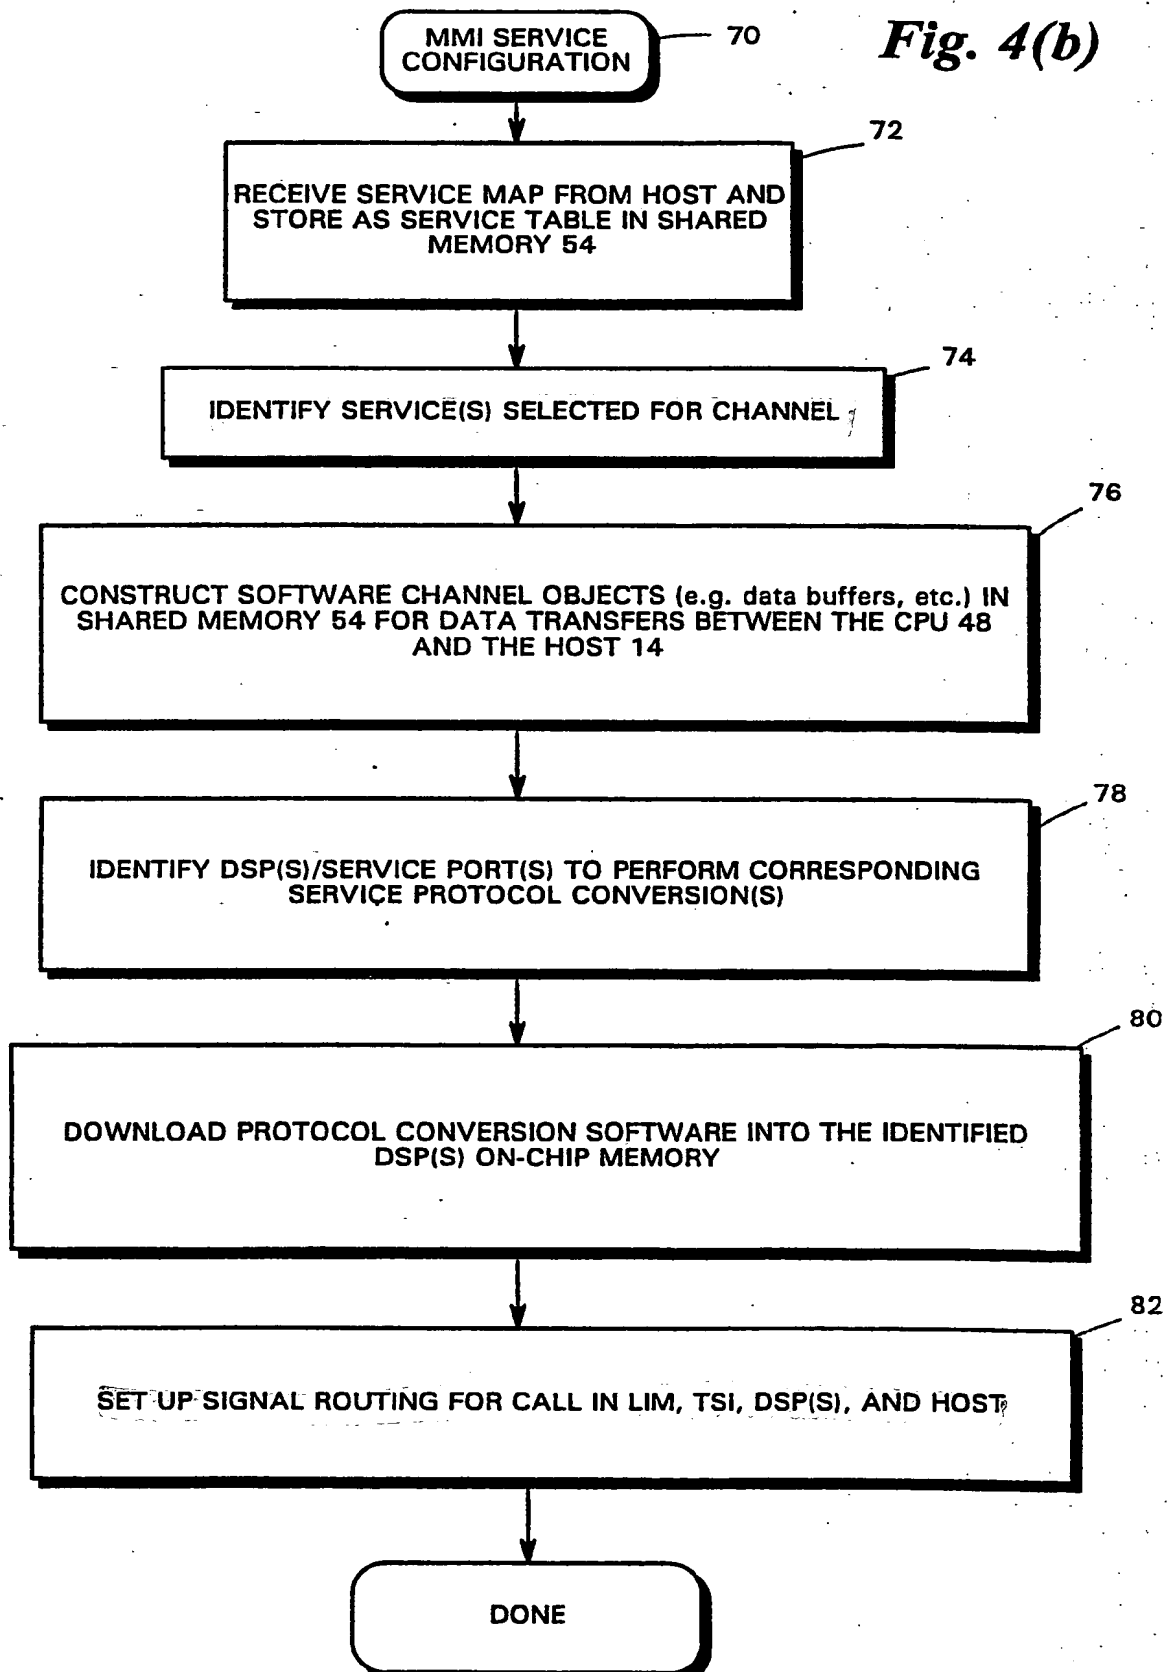 MMI SERVICE
CONFIGURATION
70
Fig. 4(b)
72
RECEIVE SERVICE MAP FROM HOST AND
STORE AS SERVICE TABLE IN SHARED
MEMORY 54
74
IDENTIFY SERVICE(S) SELECTED FOR CHANNEL
76
CONSTRUCT SOFTWARE CHANNEL OBJECTS (e.g. data buffers, etc.) IN
SHARED MEMORY 54 FOR DATA TRANSFERS BETWEEN THE CPU 48
AND THE HOST 14
78
IDENTIFY DSP(S)/SERVICE PORT(S) TO PERFORM CORRESPONDING
SERVICE PROTOCOL CONVERSION(S)
80
DOWNLOAD PROTOCOL CONVERSION SOFTWARE INTO THE IDENTIFIED
DSP(S) ON-CHIP MEMORY
82
SET UP SIGNAL ROUTING FOR CALL IN LIM, TSI, DSP(S), AND HOST
DONE